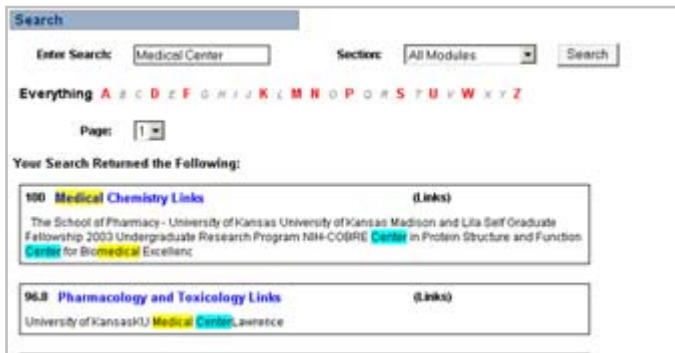 Search
Enter Search: Medical Center Section: All Modules Search
Everything A B C D E F G H I J K L M N O P Q R S T U V W X Y Z
Page: 1
Your Search Returned the Following:
100 Medical Chemistry Links (Links)
The School of Pharmacy - University of Kansas University of Kansas Madison and Lila Self Graduate
Fellowship 2003 Undergraduate Research Program NIH-COBRE Center in Protein Structure and Function
Center for Biomedical Excellenc
96.8 Pharmacology and Toxicology Links (Links)
University of KansasKU Medical CenterLawrence